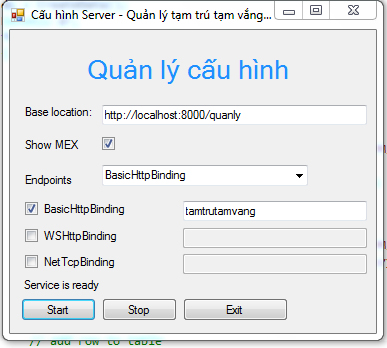 Cấu hình Server - Quản lý tạm trú tạm vắng...
Quản lý cấu hình
Base location: http://localhost:8000/quanly
Show MEX
Endpoints BasicHttpBinding
BasicHttpBinding tamtrutamvang
WSHttpBinding
NetTcpBinding
Service is ready
Start Stop Exit
// add row to table